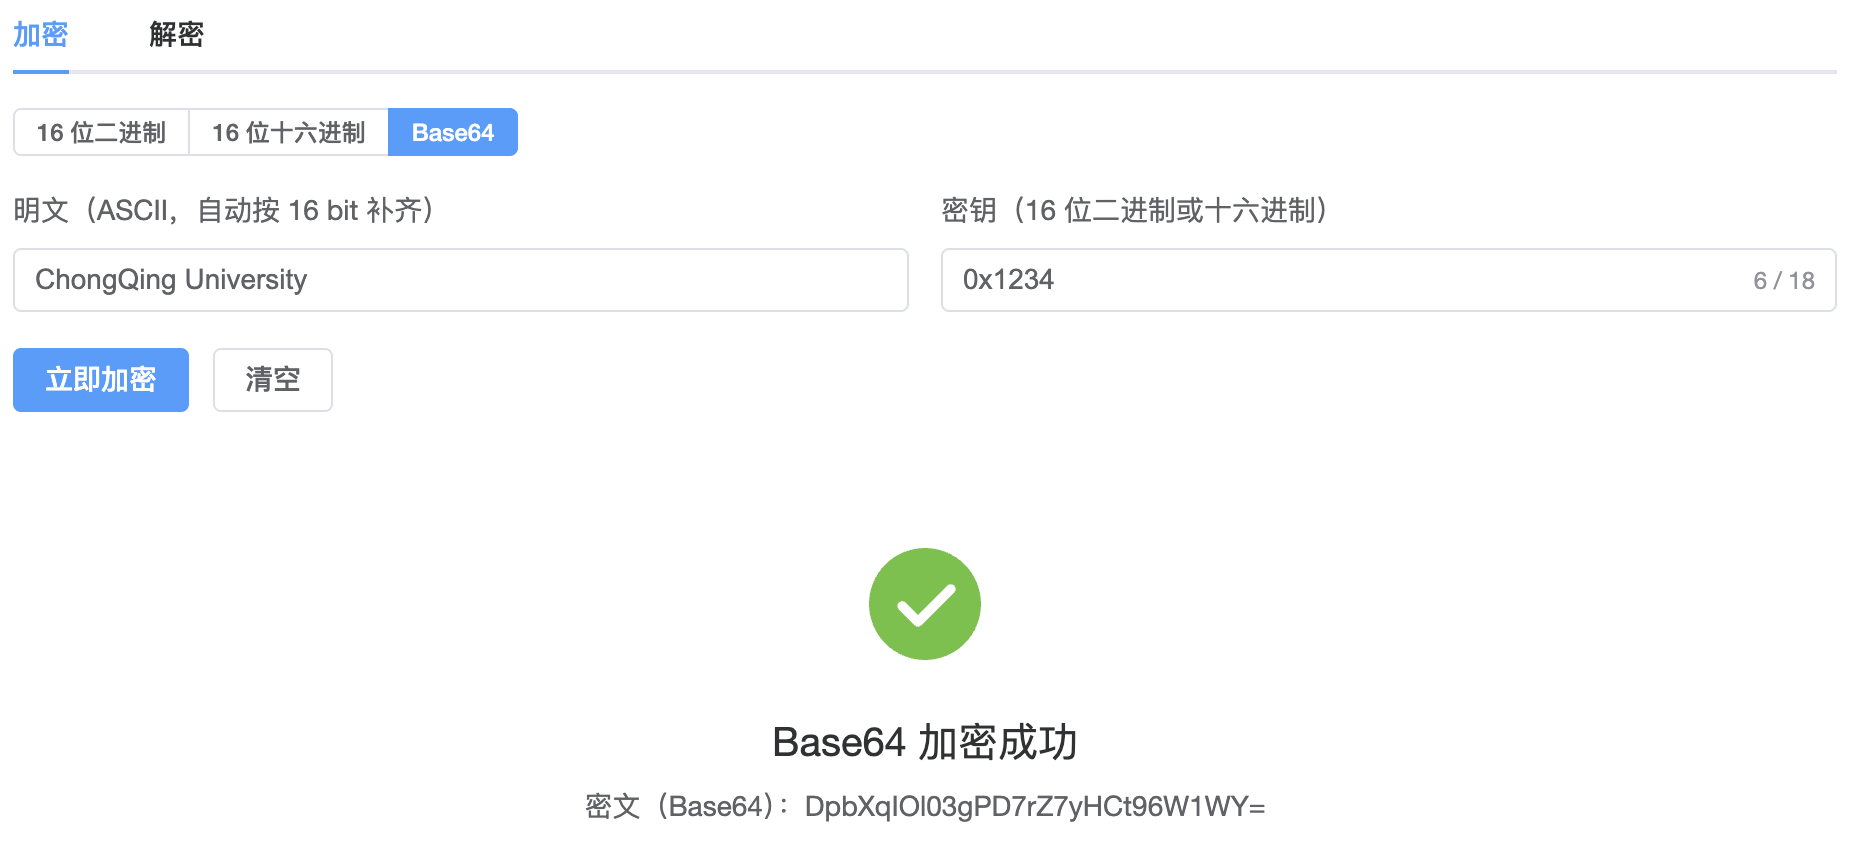 加密 解密
16 位二进制 16 位十六进制 Base64
明文（ASCII，自动按 16 bit 补齐） 密钥（16 位二进制或十六进制）
ChongQing University 0x1234 6 / 18
立即加密 清空
Base64 加密成功
密文（Base64）：DpbXqIOl03gPD7rZ7yHCt96W1WY=